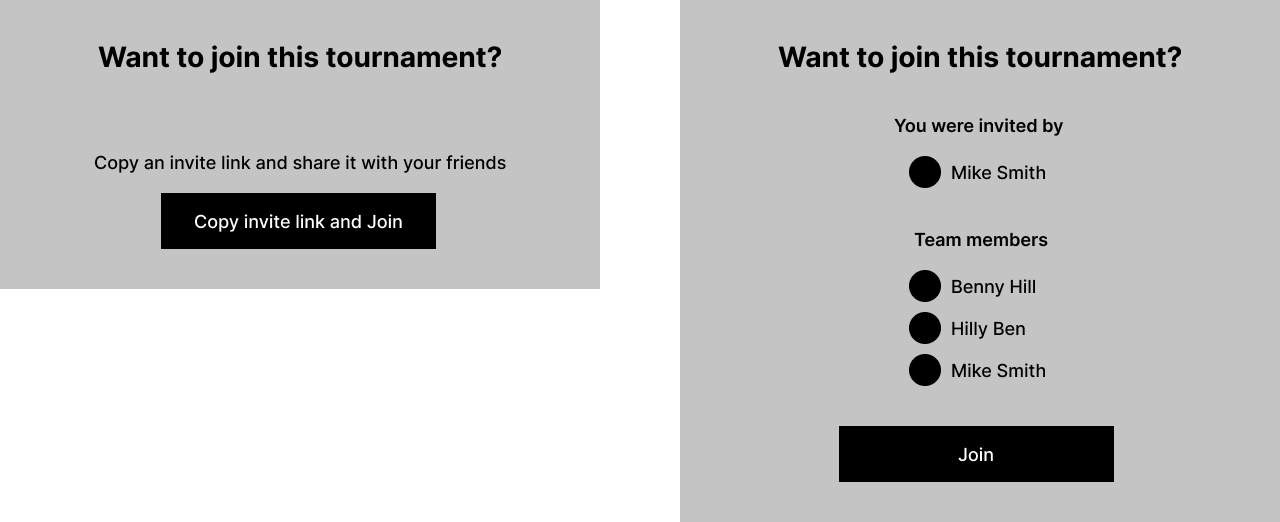 Want to join this tournament?
Copy an invite link and share it with your friends
Copy invite link and Join
Want to join this tournament?
You were invited by
Mike Smith
Team members
Benny Hill
Hilly Ben
Mike Smith
Join